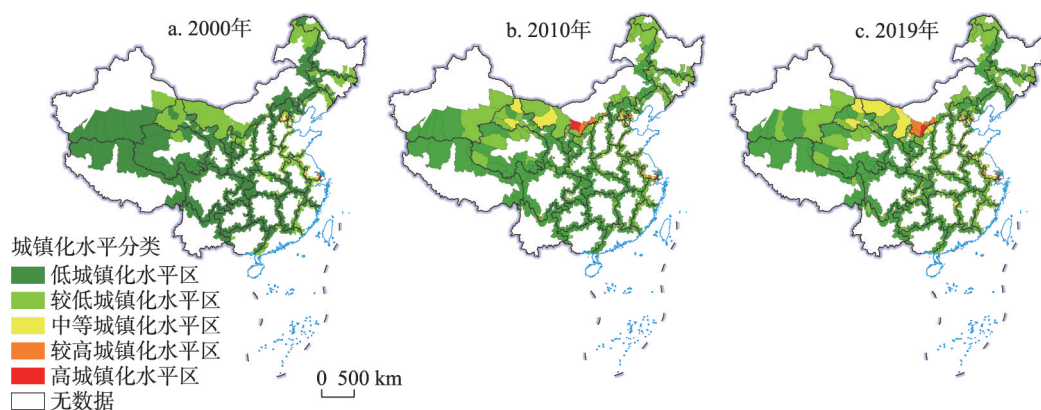 a. 2000年
b. 2010年
c. 2019年
城镇化水平分类
低城镇化水平区
较低城镇化水平区
中等城镇化水平区
较高城镇化水平区
高城镇化水平区
无数据
0 500 km